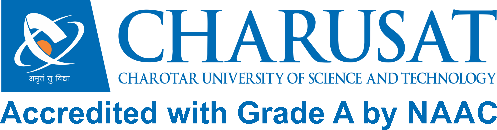 CHARUSAT
CHAROTAR UNIVERSITY OF SCIENCE AND TECHNOLOGY
अमृतं तु विद्या
Accredited with Grade A by NAAC